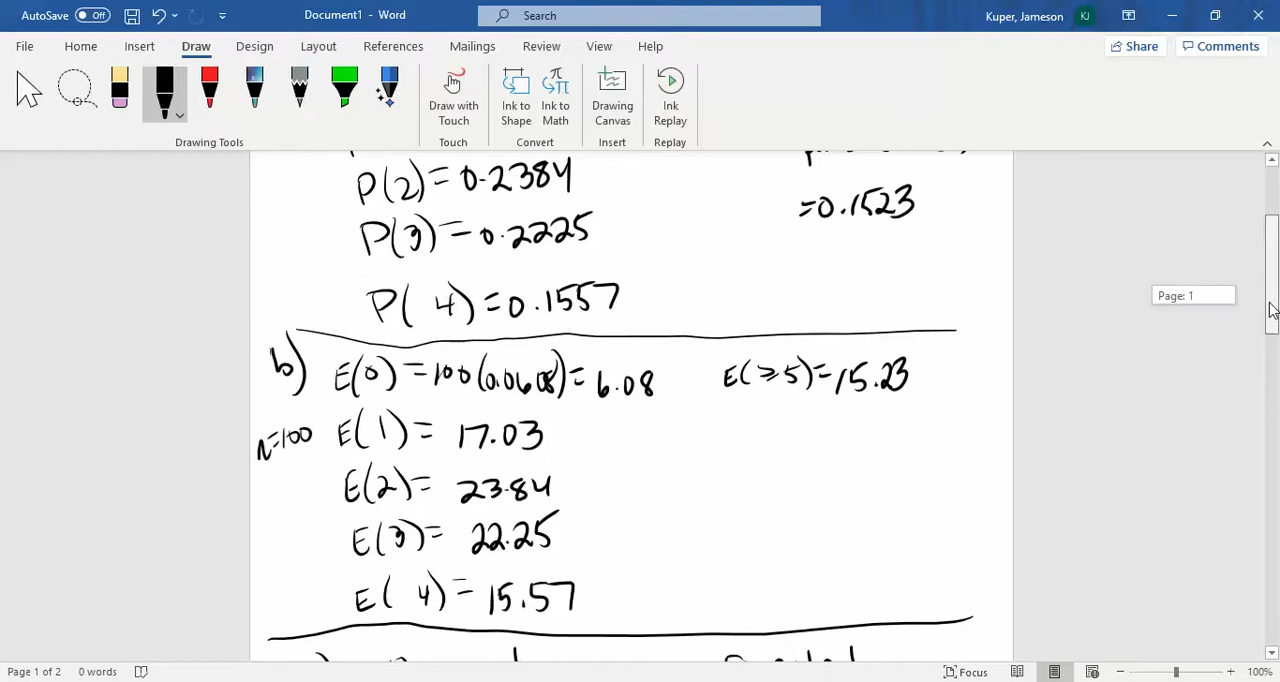 AutoSave Off Document1 - Word Search Kuper, Jameson KJ
File Home Insert Draw Design Layout References Mailings Review View Help Share Comments
Draw with Touch Ink to Shape Ink to Math Drawing Canvas Ink Replay
Drawing Tools Touch Convert Insert Replay
P(2)=0.2384
=0.1523
P(3)=0.2225
P( 4)=0.1557
Page: 1
b) E(0)=100(0.0608)=6.08 E(≥5)=15.23
n=100 E(1)= 17.03
E(2)= 23.84
E(3)= 22.25
E( 4)=15.57
Page 1 of 2 0 words Focus 100%